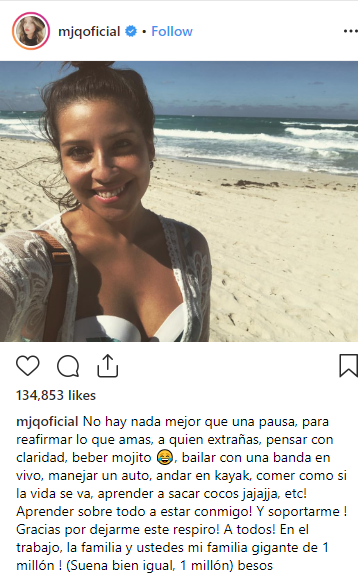 mjqoficial • Follow
134,853 likes
mjqoficial No hay nada mejor que una pausa, para
reafirmar lo que amas, a quien extrañas, pensar con
claridad, beber mojito 😂, bailar con una banda en
vivo, manejar un auto, andar en kayak, comer como si
la vida se va, aprender a sacar cocos jajajja, etc!
Aprender sobre todo a estar conmigo! Y soportarme !
Gracias por dejarme este respiro! A todos! En el
trabajo, la familia y ustedes mi familia gigante de 1
millón ! (Suena bien igual, 1 millón) besos